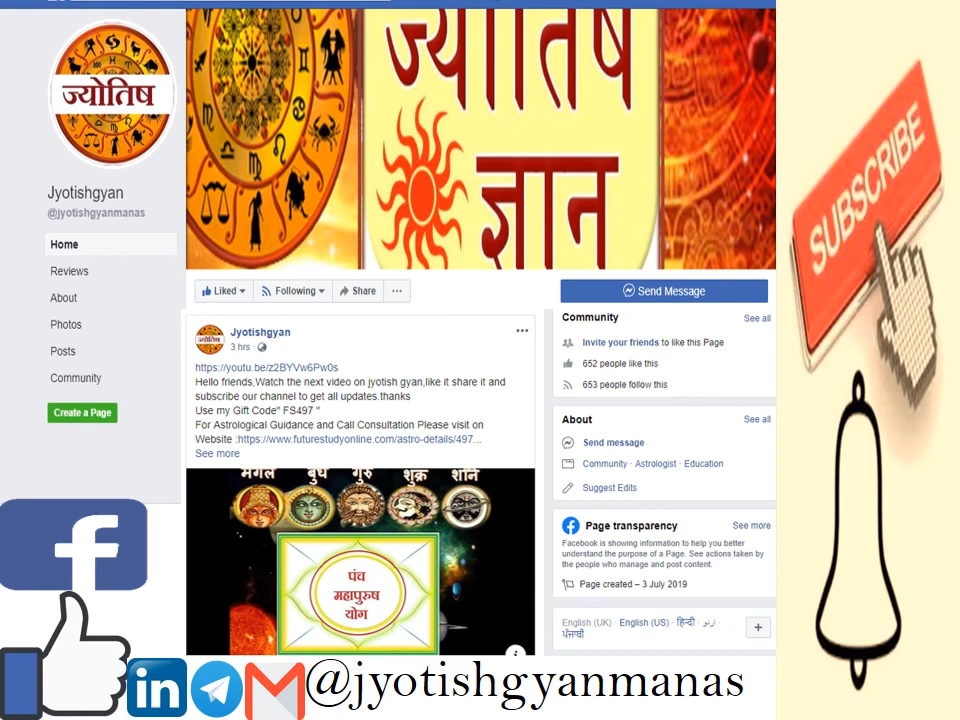 ज्योतिष
ज्योतिष
ज्ञान
SUBSCRIBE
Jyotishgyan
@jyotishgyanmanas
Home
Reviews
About
Photos
Posts
Community
Create a Page
Liked
Following
Share
Send Message
Jyotishgyan
3 hrs ·
https://youtu.be/z2BYVw6Pw0s
Hello friends,Watch the next video on jyotish gyan,like it share it and
subscribe our channel to get all updates.thanks
Use my Gift Code" FS497 "
For Astrological Guidance and Call Consultation Please visit on
Website :https://www.futurestudyonline.com/astro-details/497...
See more
मंगल बुध गुरु शुक्र शनि
पंच
महापुरुष
योग
Community See all
Invite your friends to like this Page
652 people like this
653 people follow this
About See all
Send message
Community · Astrologist · Education
Suggest Edits
Page transparency See more
Facebook is showing information to help you better
understand the purpose of a Page. See actions taken by
the people who manage and post content.
Page created – 3 July 2019
English (UK) · English (US) · हिन्दी · اردو ·
ਪੰਜਾਬੀ
f
in
@jyotishgyanmanas